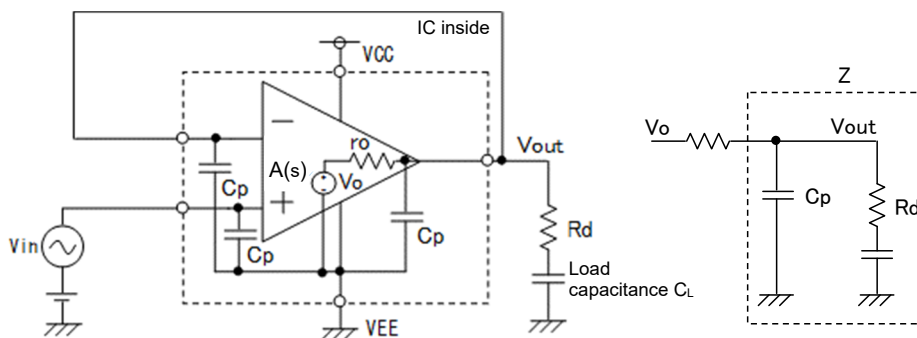 IC inside
VCC
Vout
ro
A(s)
Vo
Cp
Cp
Cp
Vin
Rd
Load
capacitance CL
VEE
Z
Vo
Vout
Cp
Rd